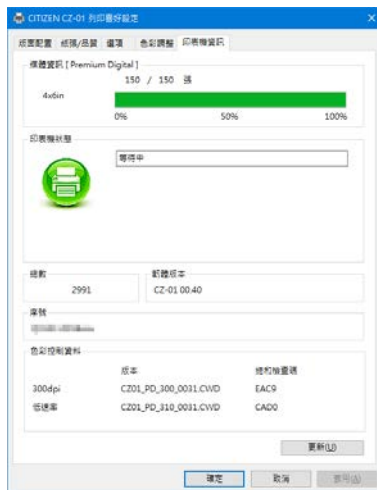 CITIZEN CZ-01 列印喜好設定
版面配置 紙張/品質 選項 色彩調整 印表機資訊
媒體資訊 [ Premium Digital ]
150 / 150 張
4x6in
0% 50% 100%
印表機狀態
等待中
總數 韌體版本
2991 CZ-01 00.40
序號
色彩控制資料
版本 總和檢查碼
300dpi CZ01_PD_300_0031.CWD EAC9
低速率 CZ01_PD_310_0031.CWD CAD0
更新(U)
確定 取消 套用(A)